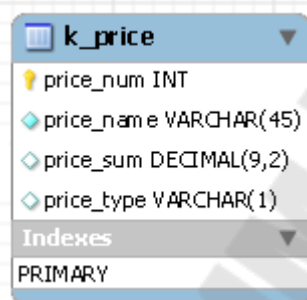 k_price
price_num INT
price_name VARCHAR(45)
price_sum DECIMAL(9,2)
price_type VARCHAR(1)
Indexes
PRIMARY